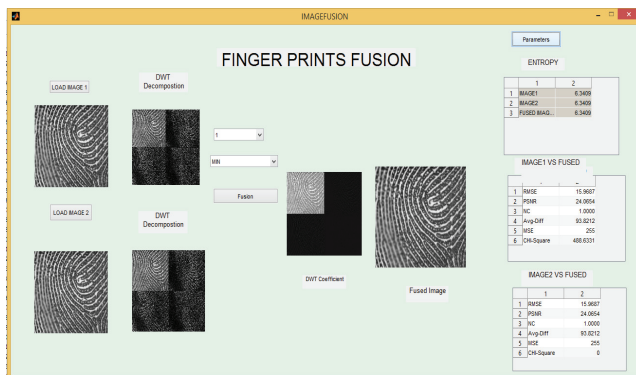 IMAGEFUSION
FINGER PRINTS FUSION
LOAD IMAGE 1
DWT
Decompostion
1
MIN
Fusion
LOAD IMAGE 2
DWT
Decompostion
DWT Coefficient
Fused Image
Parameters
ENTROPY
1 2
1 IMAGE1 6.3409
2 IMAGE2 6.3409
3 FUSED IMAG... 6.3409
IMAGE1 VS FUSED
1 RMSE 15.9687
2 PSNR 24.0654
3 NC 1.0000
4 Avg-Diff 93.8212
5 MSE 255
6 CHI-Square 488.6331
IMAGE2 VS FUSED
1 2
1 RMSE 15.9687
2 PSNR 24.0654
3 NC 1.0000
4 Avg-Diff 93.8212
5 MSE 255
6 CHI-Square 0